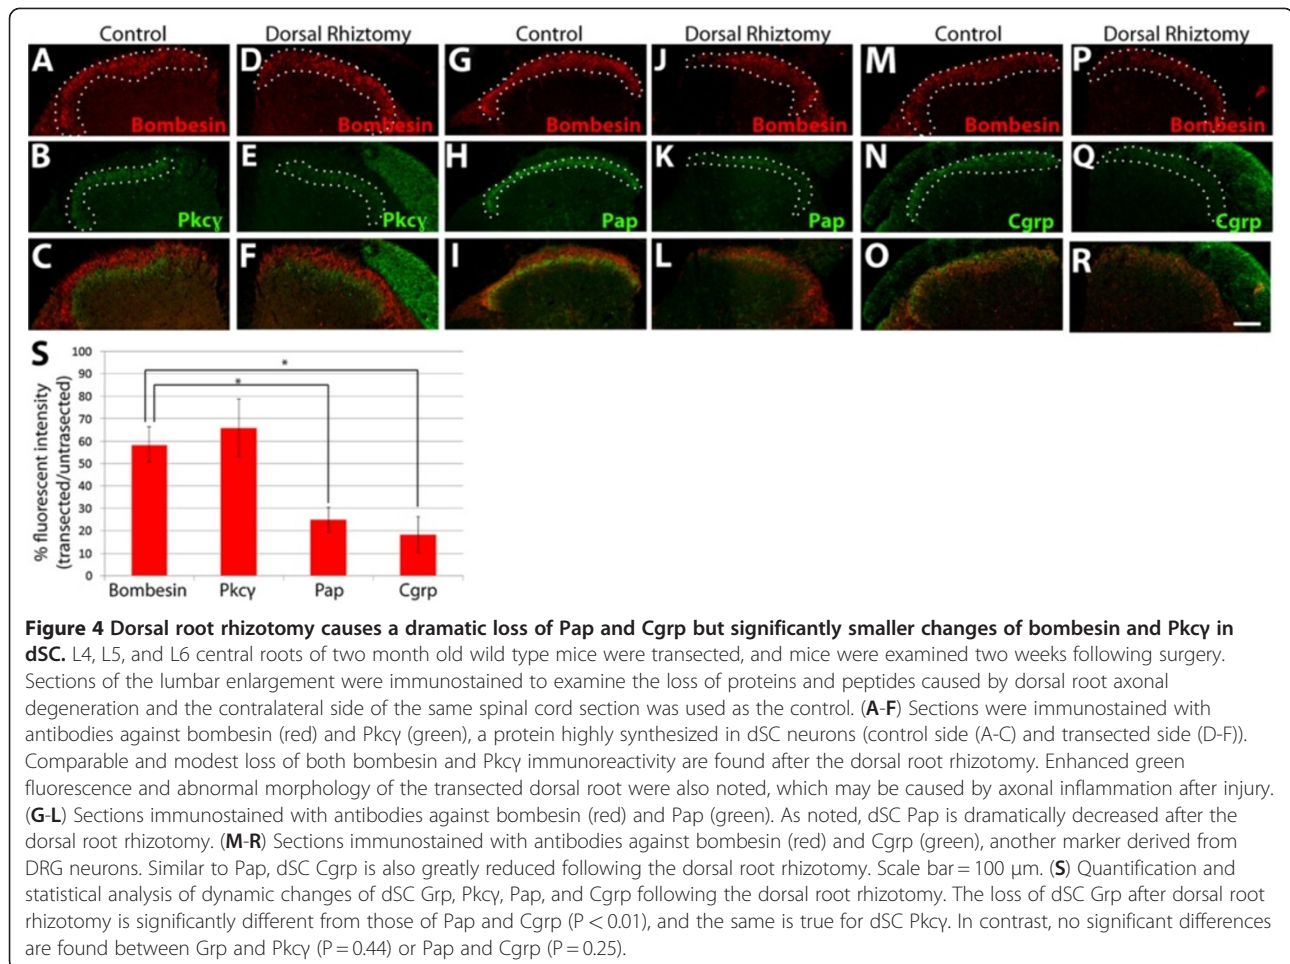 Control Dorsal Rhiztomy Control Dorsal Rhiztomy Control Dorsal Rhiztomy
A D G J M P
Bombesin Bombesin Bombesin Bombesin Bombesin Bombesin
B E H K N Q
Pkcγ Pkcγ Pap Pap Cgrp Cgrp
C F I L O R
S
% fluorescent intensity
(transected/untrasected)
100
90
80
70
60
50
40
30
20
10
0
*
*
Bombesin Pkcγ Pap Cgrp
Figure 4 Dorsal root rhizotomy causes a dramatic loss of Pap and Cgrp but significantly smaller changes of bombesin and Pkcγ in
dSC. L4, L5, and L6 central roots of two month old wild type mice were transected, and mice were examined two weeks following surgery.
Sections of the lumbar enlargement were immunostained to examine the loss of proteins and peptides caused by dorsal root axonal
degeneration and the contralateral side of the same spinal cord section was used as the control. (A-F) Sections were immunostained with
antibodies against bombesin (red) and Pkcγ (green), a protein highly synthesized in dSC neurons (control side (A-C) and transected side (D-F)).
Comparable and modest loss of both bombesin and Pkcγ immunoreactivity are found after the dorsal root rhizotomy. Enhanced green
fluorescence and abnormal morphology of the transected dorsal root were also noted, which may be caused by axonal inflammation after injury.
(G-L) Sections immunostained with antibodies against bombesin (red) and Pap (green). As noted, dSC Pap is dramatically decreased after the
dorsal root rhizotomy. (M-R) Sections immunostained with antibodies against bombesin (red) and Cgrp (green), another marker derived from
DRG neurons. Similar to Pap, dSC Cgrp is also greatly reduced following the dorsal root rhizotomy. Scale bar = 100 μm. (S) Quantification and
statistical analysis of dynamic changes of dSC Grp, Pkcγ, Pap, and Cgrp following the dorsal root rhizotomy. The loss of dSC Grp after dorsal root
rhizotomy is significantly different from those of Pap and Cgrp (P < 0.01), and the same is true for dSC Pkcγ. In contrast, no significant differences
are found between Grp and Pkcγ (P = 0.44) or Pap and Cgrp (P = 0.25).